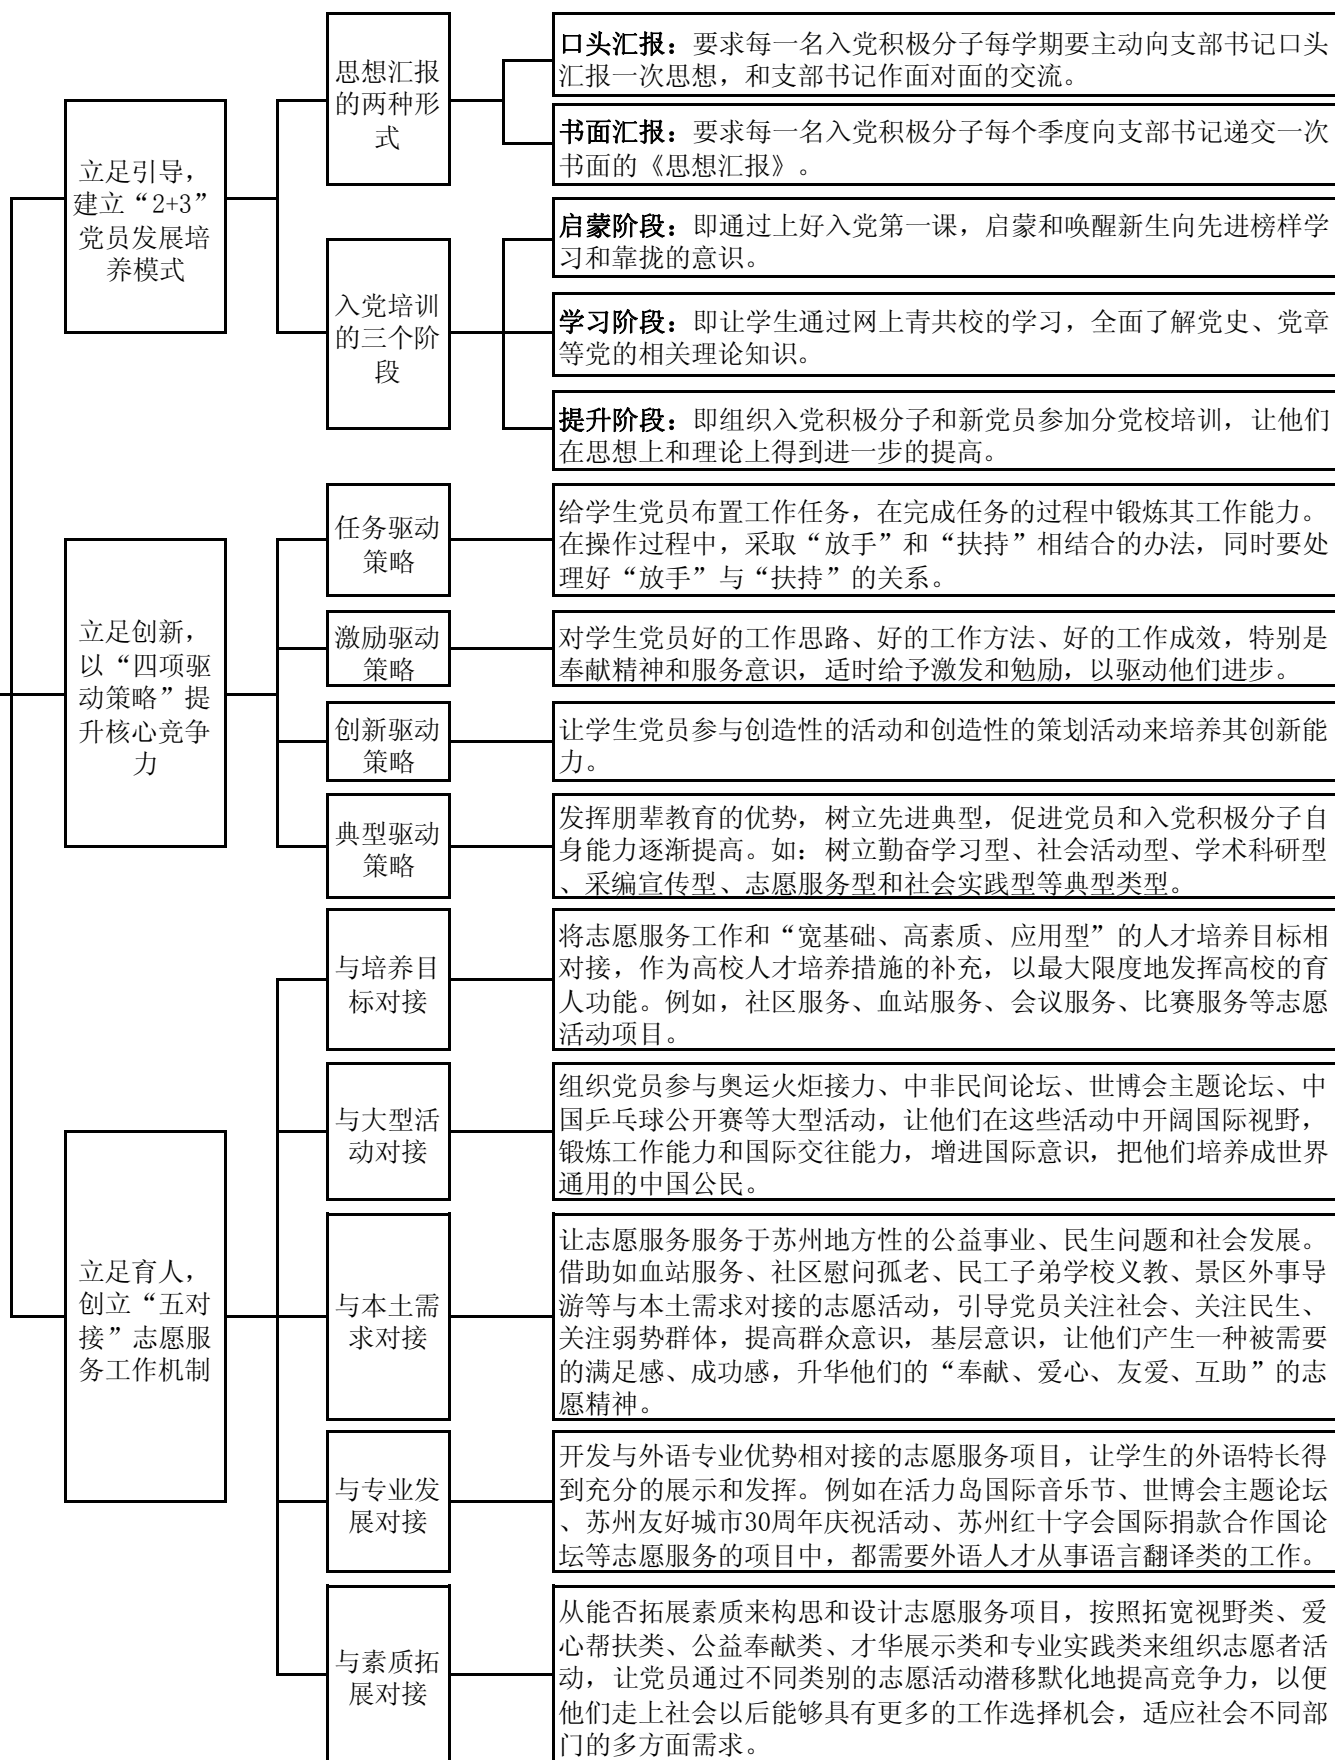 立足引导，
建立“2+3”
党员发展培
养模式
思想汇报
的两种形
式
口头汇报：要求每一名入党积极分子每学期要主动向支部书记口头
汇报一次思想，和支部书记作面对面的交流。
书面汇报：要求每一名入党积极分子每个季度向支部书记递交一次
书面的《思想汇报》。
入党培训
的三个阶
段
启蒙阶段：即通过上好入党第一课，启蒙和唤醒新生向先进榜样学
习和靠拢的意识。
学习阶段：即让学生通过网上青共校的学习，全面了解党史、党章
等党的相关理论知识。
提升阶段：即组织入党积极分子和新党员参加分党校培训，让他们
在思想上和理论上得到进一步的提高。
立足创新，
以“四项驱
动策略”提
升核心竞争
力
任务驱动
策略
给学生党员布置工作任务，在完成任务的过程中锻炼其工作能力。
在操作过程中，采取“放手”和“扶持”相结合的办法，同时要处
理好“放手”与“扶持”的关系。
激励驱动
策略
对学生党员好的工作思路、好的工作方法、好的工作成效，特别是
奉献精神和服务意识，适时给予激发和勉励，以驱动他们进步。
创新驱动
策略
让学生党员参与创造性的活动和创造性的策划活动来培养其创新能
力。
典型驱动
策略
发挥朋辈教育的优势，树立先进典型，促进党员和入党积极分子自
身能力逐渐提高。如：树立勤奋学习型、社会活动型、学术科研型
、采编宣传型、志愿服务型和社会实践型等典型类型。
立足育人，
创立“五对
接”志愿服
务工作机制
与培养目
标对接
将志愿服务工作和“宽基础、高素质、应用型”的人才培养目标相
对接，作为高校人才培养措施的补充，以最大限度地发挥高校的育
人功能。例如，社区服务、血站服务、会议服务、比赛服务等志愿
活动项目。
与大型活
动对接
组织党员参与奥运火炬接力、中非民间论坛、世博会主题论坛、中
国乒乓球公开赛等大型活动，让他们在这些活动中开阔国际视野，
锻炼工作能力和国际交往能力，增进国际意识，把他们培养成世界
通用的中国公民。
与本土需
求对接
让志愿服务服务于苏州地方性的公益事业、民生问题和社会发展。
借助如血站服务、社区慰问孤老、民工子弟学校义教、景区外事导
游等与本土需求对接的志愿活动，引导党员关注社会、关注民生、
关注弱势群体，提高群众意识，基层意识，让他们产生一种被需要
的满足感、成功感，升华他们的“奉献、爱心、友爱、互助”的志
愿精神。
与专业发
展对接
开发与外语专业优势相对接的志愿服务项目，让学生的外语特长得
到充分的展示和发挥。例如在活力岛国际音乐节、世博会主题论坛
、苏州友好城市30周年庆祝活动、苏州红十字会国际捐款合作国论
坛等志愿服务的项目中，都需要外语人才从事语言翻译类的工作。
与素质拓
展对接
从能否拓展素质来构思和设计志愿服务项目，按照拓宽视野类、爱
心帮扶类、公益奉献类、才华展示类和专业实践类来组织志愿者活
动，让党员通过不同类别的志愿活动潜移默化地提高竞争力，以便
他们走上社会以后能够具有更多的工作选择机会，适应社会不同部
门的多方面需求。